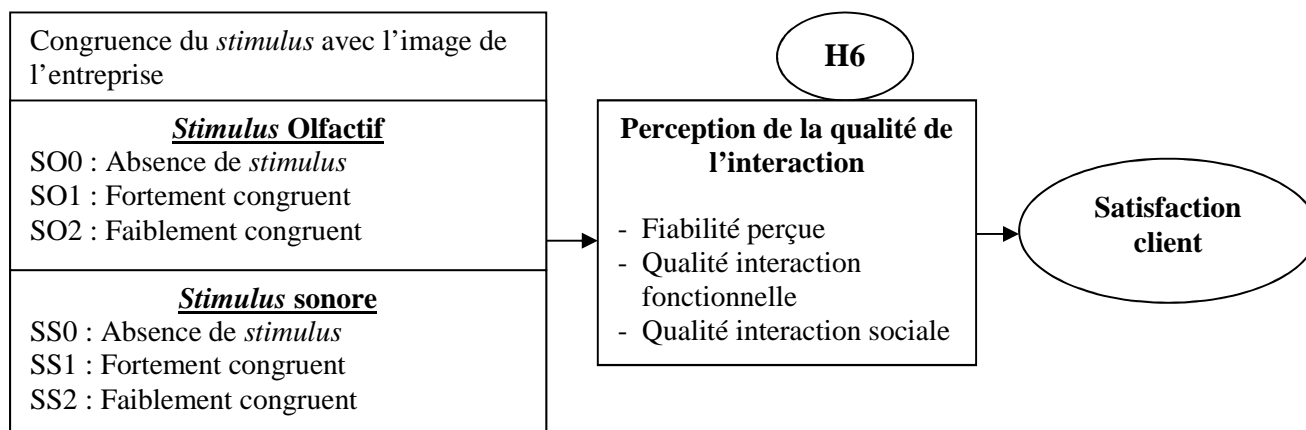 Congruence du stimulus avec l’image de
l’entreprise
Stimulus Olfactif
SO0 : Absence de stimulus
SO1 : Fortement congruent
SO2 : Faiblement congruent
Stimulus sonore
SS0 : Absence de stimulus
SS1 : Fortement congruent
SS2 : Faiblement congruent
H6
Perception de la qualité de
l’interaction
- Fiabilité perçue
- Qualité interaction
fonctionnelle
- Qualité interaction sociale
Satisfaction
client